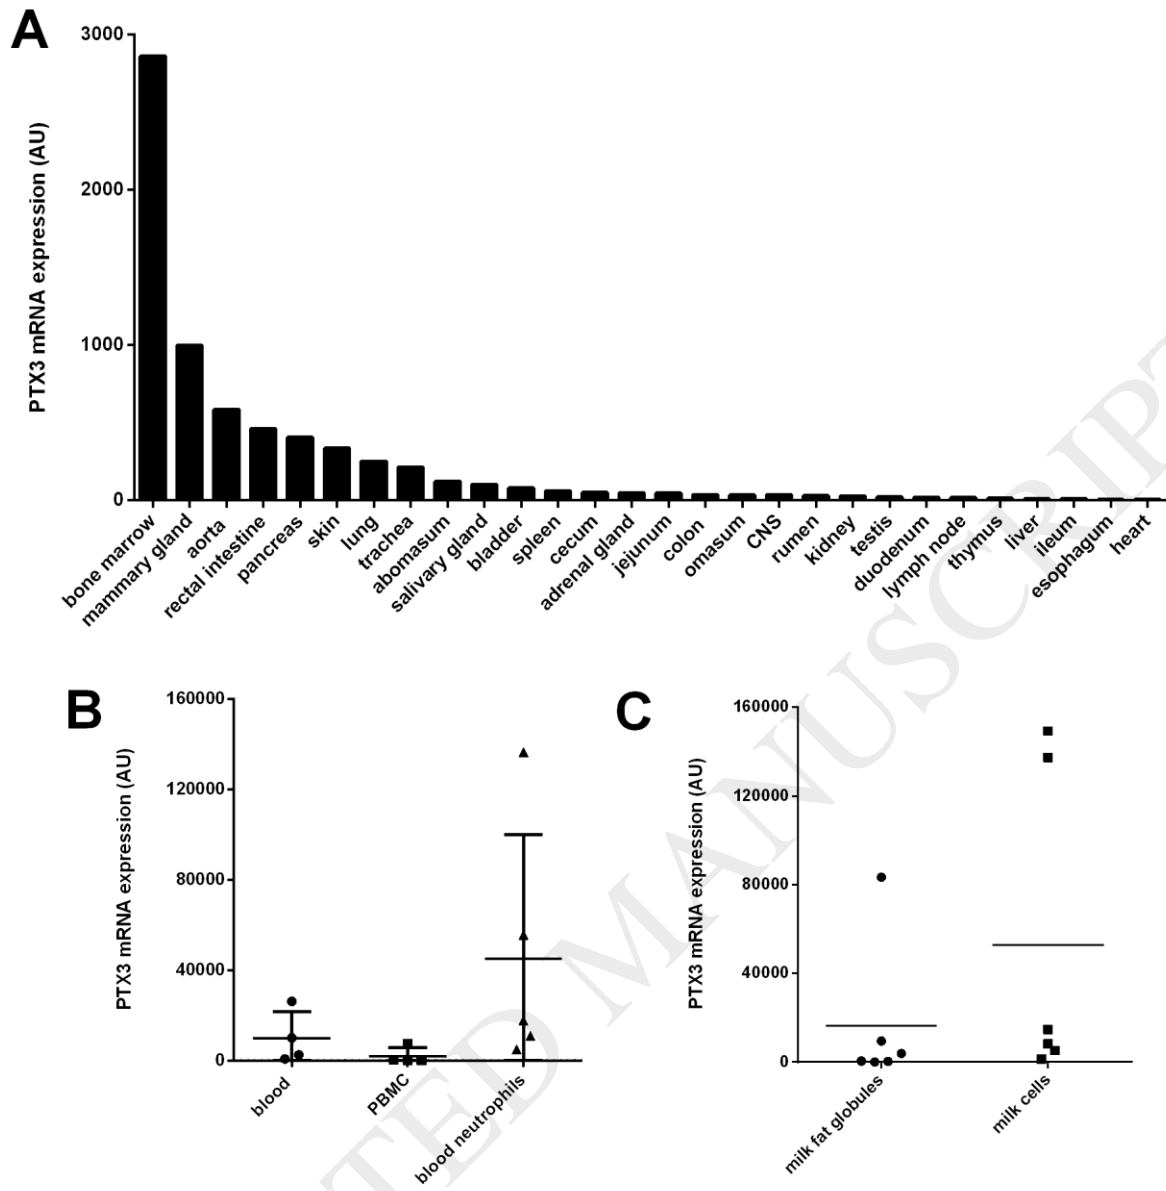 A
PTX3 mRNA expression (AU)
3000
2000
1000
0
bone marrow
mammary gland
aorta
rectal intestine
pancreas
skin
lung
trachea
abomasum
salivary gland
bladder
spleen
cecum
adrenal gland
jejunum
colon
omasum
CNS
rumen
kidney
testis
duodenum
lymph node
thymus
liver
ileum
esophagum
heart
B
PTX3 mRNA expression (AU)
160000
120000
80000
40000
0
blood
PBMC
blood neutrophils
C
PTX3 mRNA expression (AU)
160000
120000
80000
40000
0
milk fat globules
milk cells
TED MANUSCRIPT